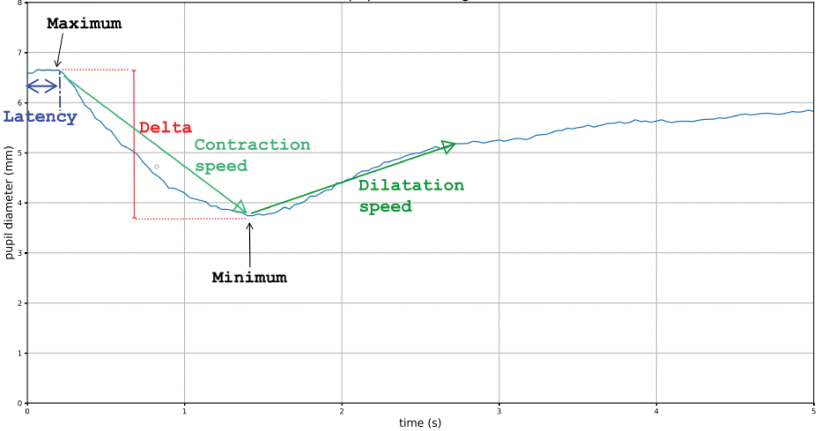 8
Maximum
7
6
Latency
Delta
Contraction
speed
5
Dilatation
speed
4
3
Minimum
2
1
0
0 1 2 3 4 5
time (s)
pupil diameter (mm)